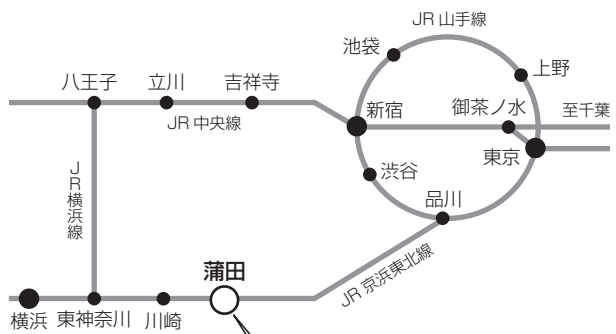 JR 山手線
池袋
上野
八王子
立川
吉祥寺
新宿
御茶ノ水
至千葉
JR 中央線
東京
渋谷
JR横浜線
品川
蒲田
JR 京浜東北線
横浜
東神奈川
川崎